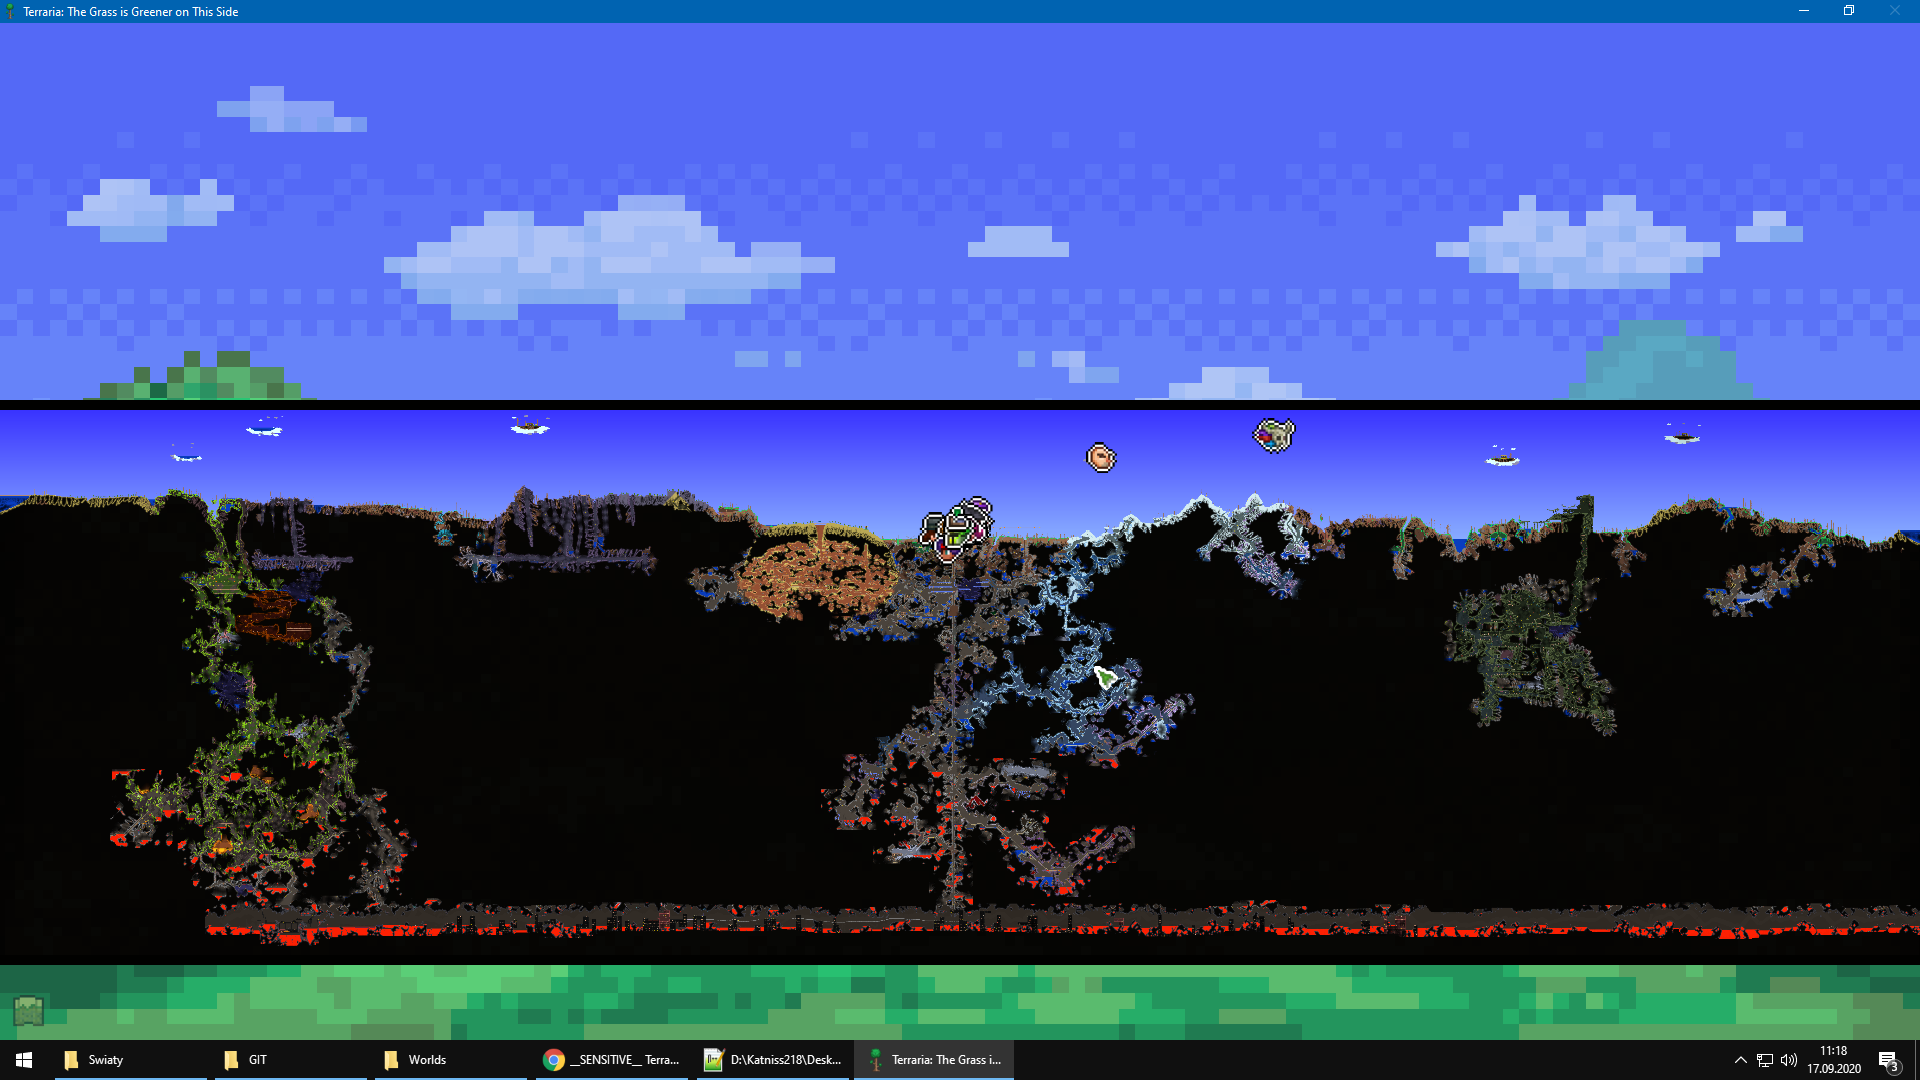 Terraria: The Grass is Greener on This Side
Swiaty
GIT
Worlds
__SENSITIVE__ Terra...
D:\Katniss218\Desk...
Terraria: The Grass i...
11:18
17.09.2020
3